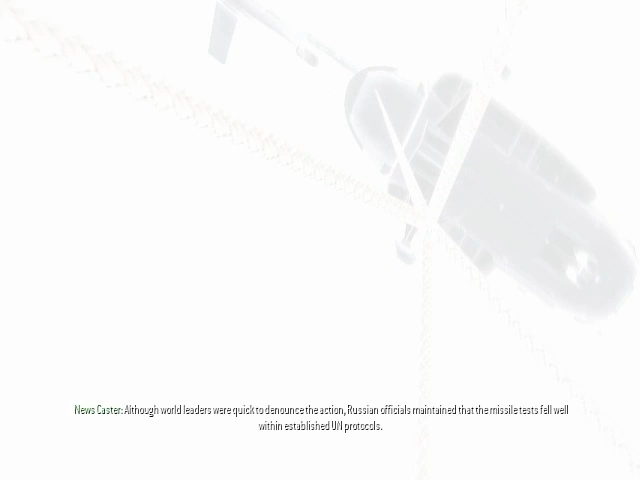 News Caster: Although world leaders were quick to denounce the action, Russian officials maintained that the missile tests fell well
within established UN protocols.